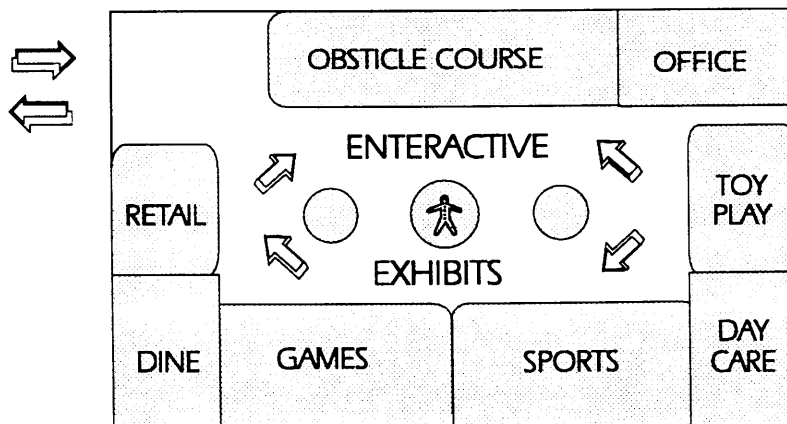 OBSTICLE COURSE
OFFICE
ENTERACTIVE
RETAIL
TOY
PLAY
EXHIBITS
DINE
GAMES
SPORTS
DAY
CARE